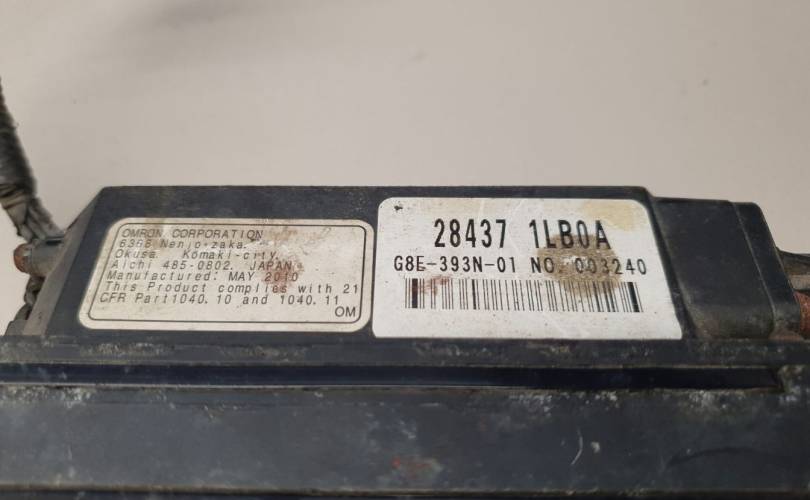 OMRON CORPORATION
6368 Nenjo-zaka.
Okusa. Komaki-city.
Aichi 485-0802. JAPAN
Manufactured: MAY 2010
This Product complies with 21
CFR Part1040.10 and 1040.11
OM
28437 1LB0A
G8E-393N-01 NO. 003240